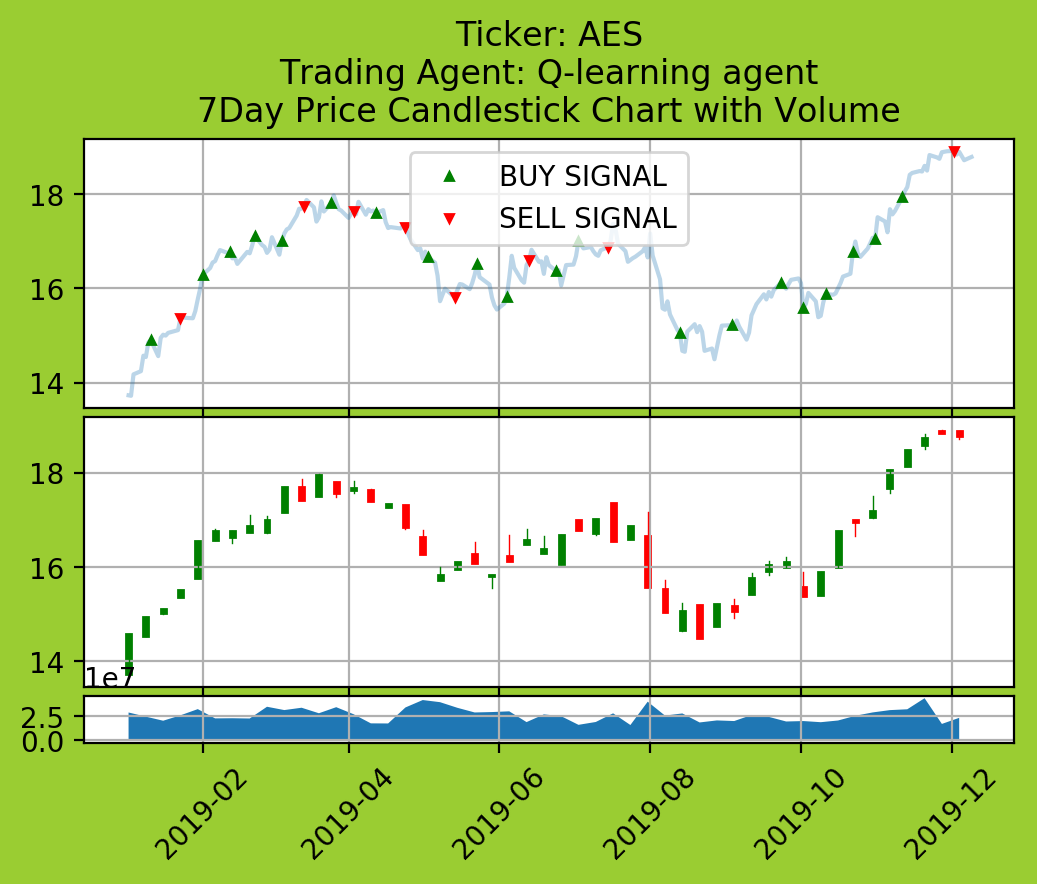 Ticker: AES
Trading Agent: Q-learning agent
7Day Price Candlestick Chart with Volume
BUY SIGNAL
SELL SIGNAL
18
16
14
18
16
14
1e7
2.5
0.0
2019-02
2019-04
2019-06
2019-08
2019-10
2019-12